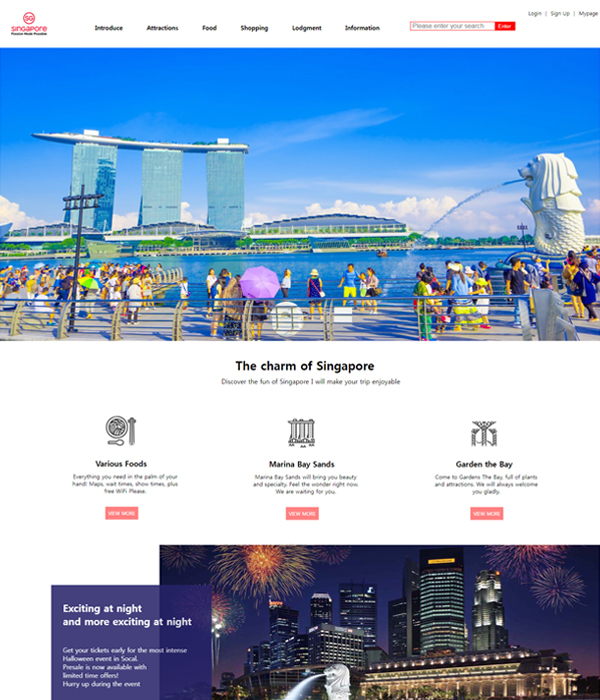 SG
SINGAPORE
Passion Made Possible
Introduce
Attractions
Food
Shopping
Lodgment
Information
Please enter your search
Enter
Login | Sign Up | Mypage
The charm of Singapore
Discover the fun of Singapore I will make your trip enjoyable
Various Foods
Everything you need in the palm of your
hand! Maps, wait times, show times, plus
free WiFi Please.
VIEW MORE
Marina Bay Sands
Marina Bay Sands will bring you beauty
and specialty. Feel the wonder right now.
We are waiting for you.
VIEW MORE
Garden the Bay
Come to Gardens The Bay, full of plants
and attractions. We will always welcome
you gladly.
VIEW MORE
Exciting at night
and more exciting at night
Get your tickets early for the most intense
Halloween event in Socal.
Presale is now available with
limited time offers!
Hurry up during the event